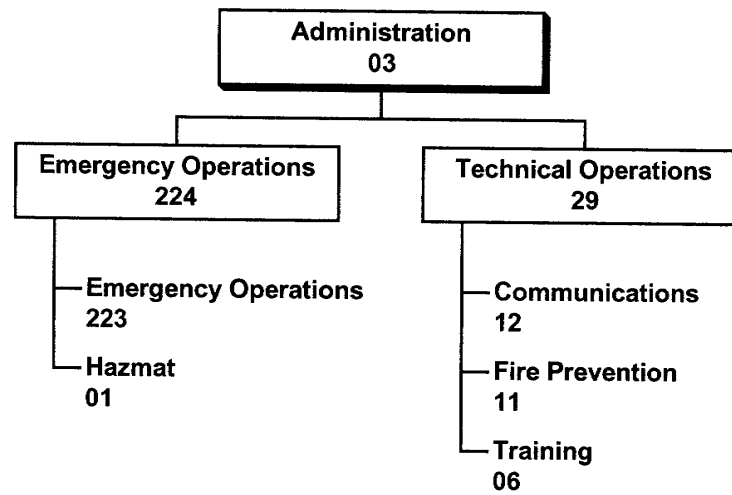 Administration
03
Emergency Operations
224
Technical Operations
29
Emergency Operations
223
Hazmat
01
Communications
12
Fire Prevention
11
Training
06